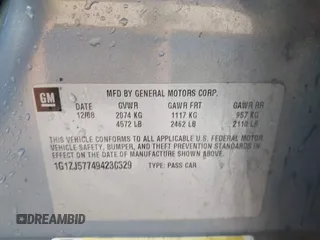 GM
MFD BY GENERAL MOTORS CORP.
DATE GVWR GAWR FRT GAWR RR
12/08 2074 KG 1117 KG 957 KG
4572 LB 2462 LB 2110 LB
THIS VEHICLE CONFORMS TO ALL APPLICABLE U.S. FEDERAL MOTOR
VEHICLE SAFETY, BUMPER, AND THEFT PREVENTION STANDARDS
IN EFFECT ON THE DATE OF MANUFACTURE SHOWN ABOVE.
TYPE: PASS CAR